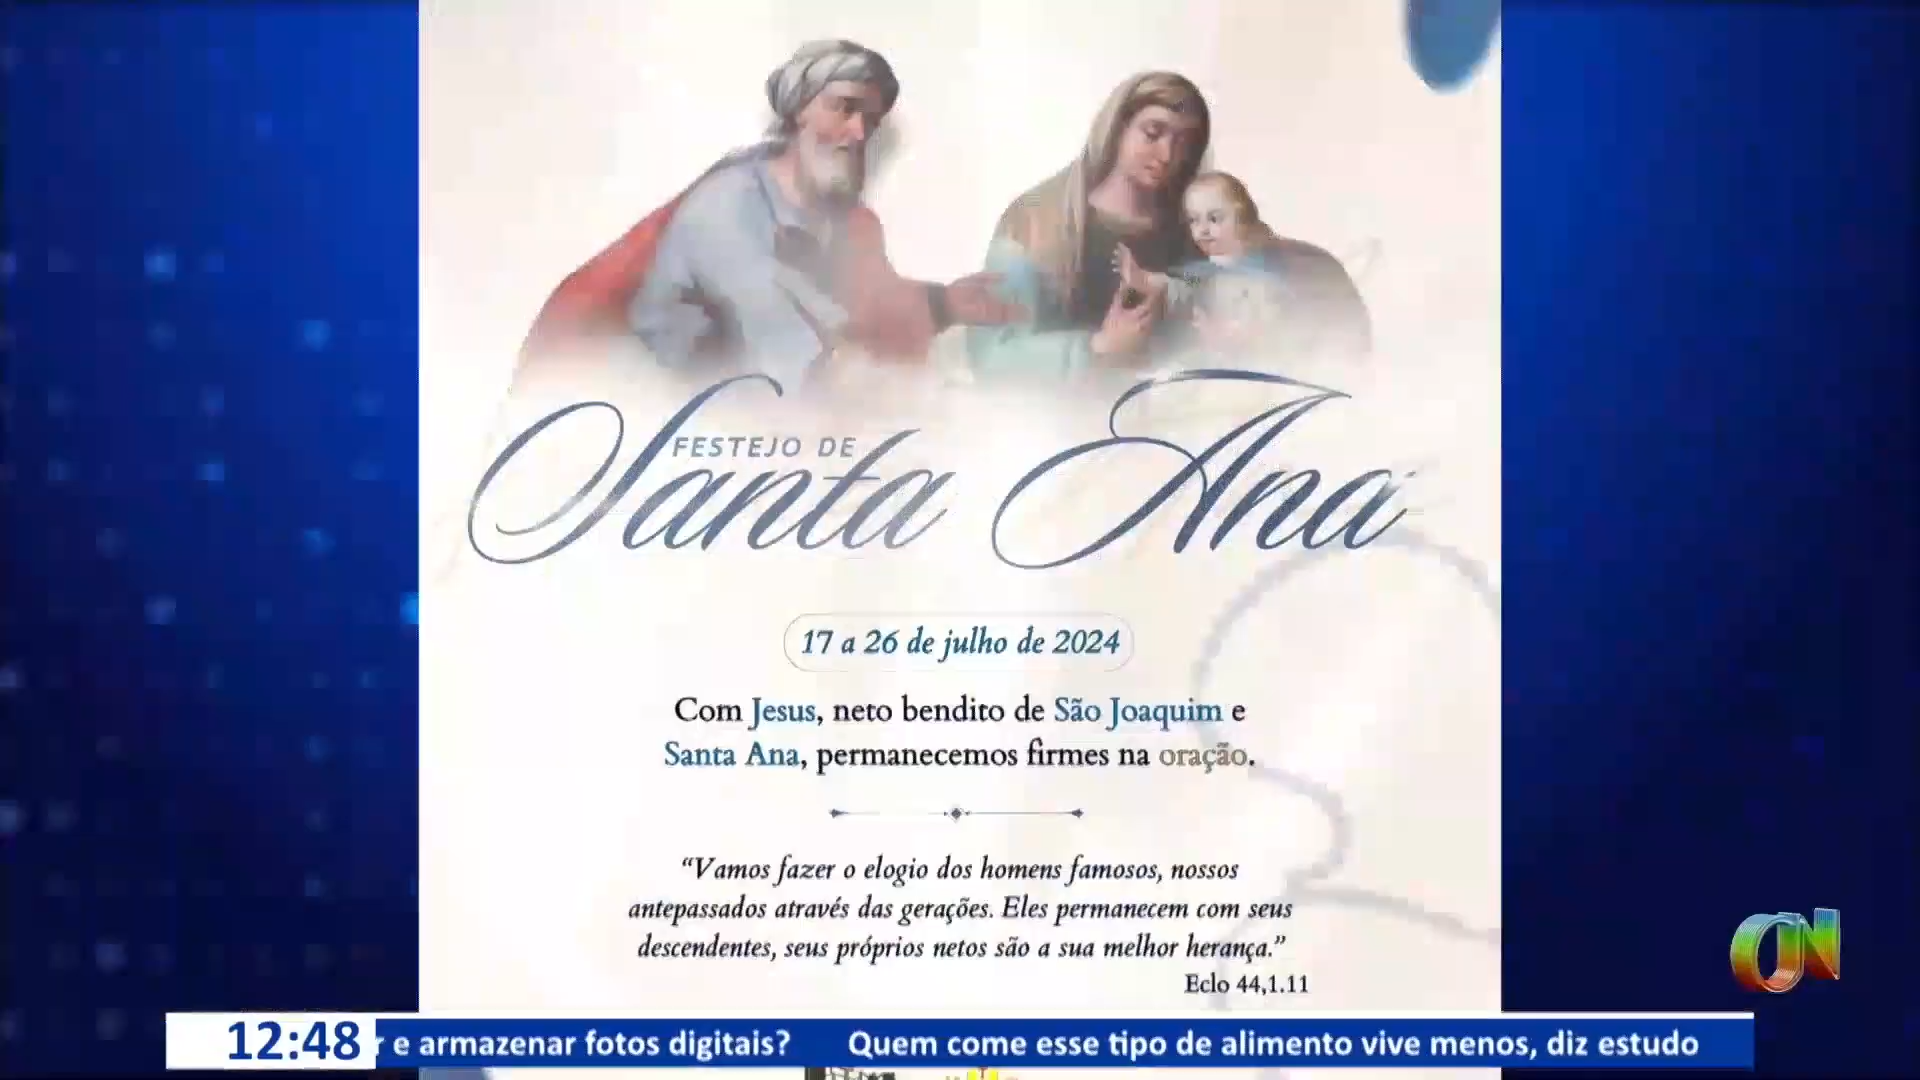 FESTEJO DE
Santa Ana
17 a 26 de julho de 2024
Com Jesus, neto bendito de São Joaquim e
Santa Ana, permanecemos firmes na oração.
“Vamos fazer o elogio dos homens famosos, nossos
antepassados através das gerações. Eles permanecem com seus
descendentes, seus próprios netos são a sua melhor herança.”
Eclo 44,1.11
CN
12:48 r e armazenar fotos digitais? Quem come esse tipo de alimento vive menos, diz estudo